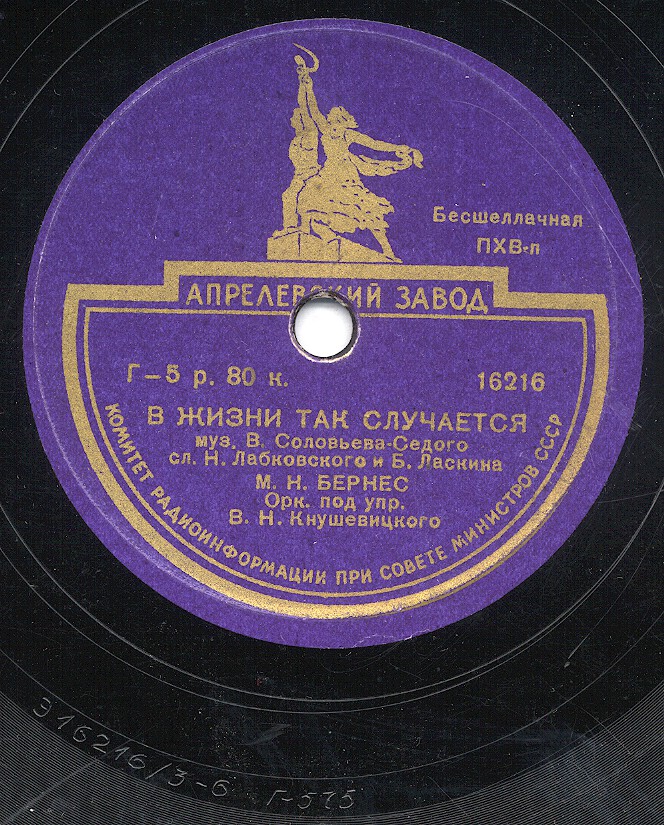 Бесшеллачная
ПХВ-п
АПРЕЛЕВСКИЙ ЗАВОД
Г-5 р. 80 к. 16216
В ЖИЗНИ ТАК СЛУЧАЕТСЯ
муз. В. Соловьева-Седого
сл. Н. Лабковского и Б. Ласкина
М. Н. БЕРНЕС
Орк. под упр.
В. Н. Кнушевицкого
КОМИТЕТ РАДИОИНФОРМАЦИИ ПРИ СОВЕТЕ МИНИСТРОВ СССР
316216/3-6 Г-575